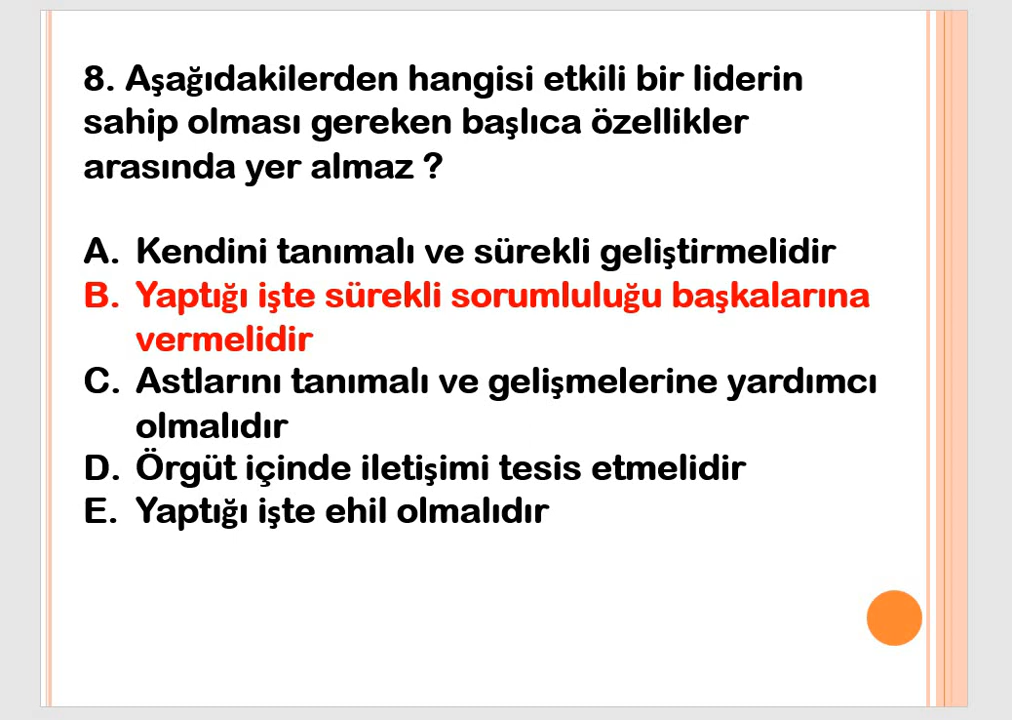 8. Aşağıdakilerden hangisi etkili bir liderin
sahip olması gereken başlıca özellikler
arasında yer almaz ?
A. Kendini tanımalı ve sürekli geliştirmelidir
B. Yaptığı işte sürekli sorumluluğu başkalarına
vermelidir
C. Astlarını tanımalı ve gelişmelerine yardımcı
olmalıdır
D. Örgüt içinde iletişimi tesis etmelidir
E. Yaptığı işte ehil olmalıdır